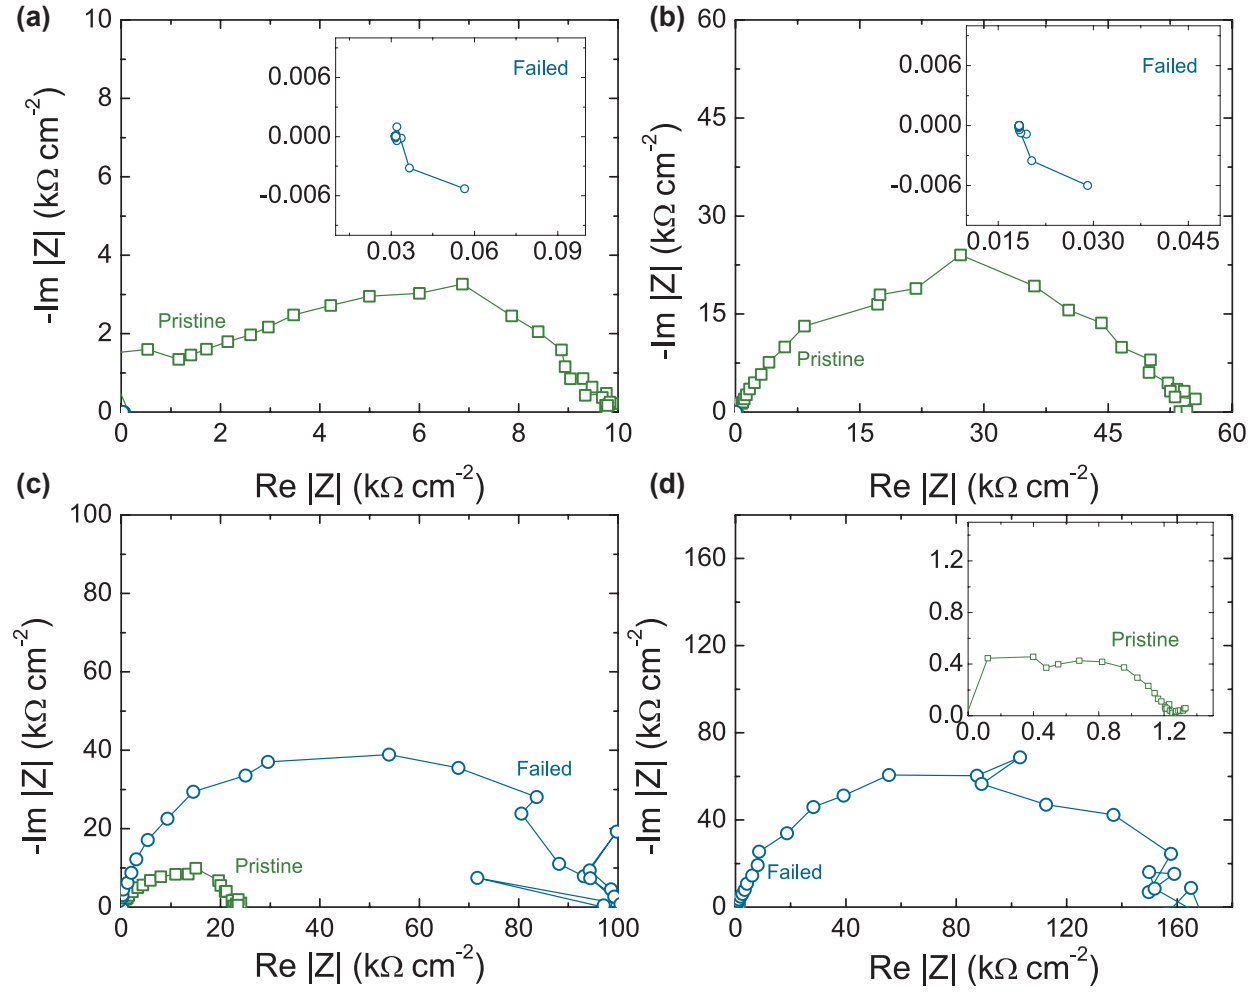 (a)
10
8
6
4
2
0
-Im |Z| (kΩ cm-2)
Pristine
Failed
0.006
0.000
-0.006
0.03 0.06 0.09
0 2 4 6 8 10
Re |Z| (kΩ cm-2)
(b)
60
45
30
15
0
-Im |Z| (kΩ cm-2)
Pristine
Failed
0.006
0.000
-0.006
0.015 0.030 0.045
0 15 30 45 60
Re |Z| (kΩ cm-2)
(c)
100
80
60
40
20
0
-Im |Z| (kΩ cm-2)
Failed
Pristine
0 20 40 60 80 100
Re |Z| (kΩ cm-2)
(d)
160
120
80
40
0
-Im |Z| (kΩ cm-2)
1.2
0.8
0.4
0.0
Pristine
0.0 0.4 0.8 1.2
Failed
0 40 80 120 160
Re |Z| (kΩ cm-2)